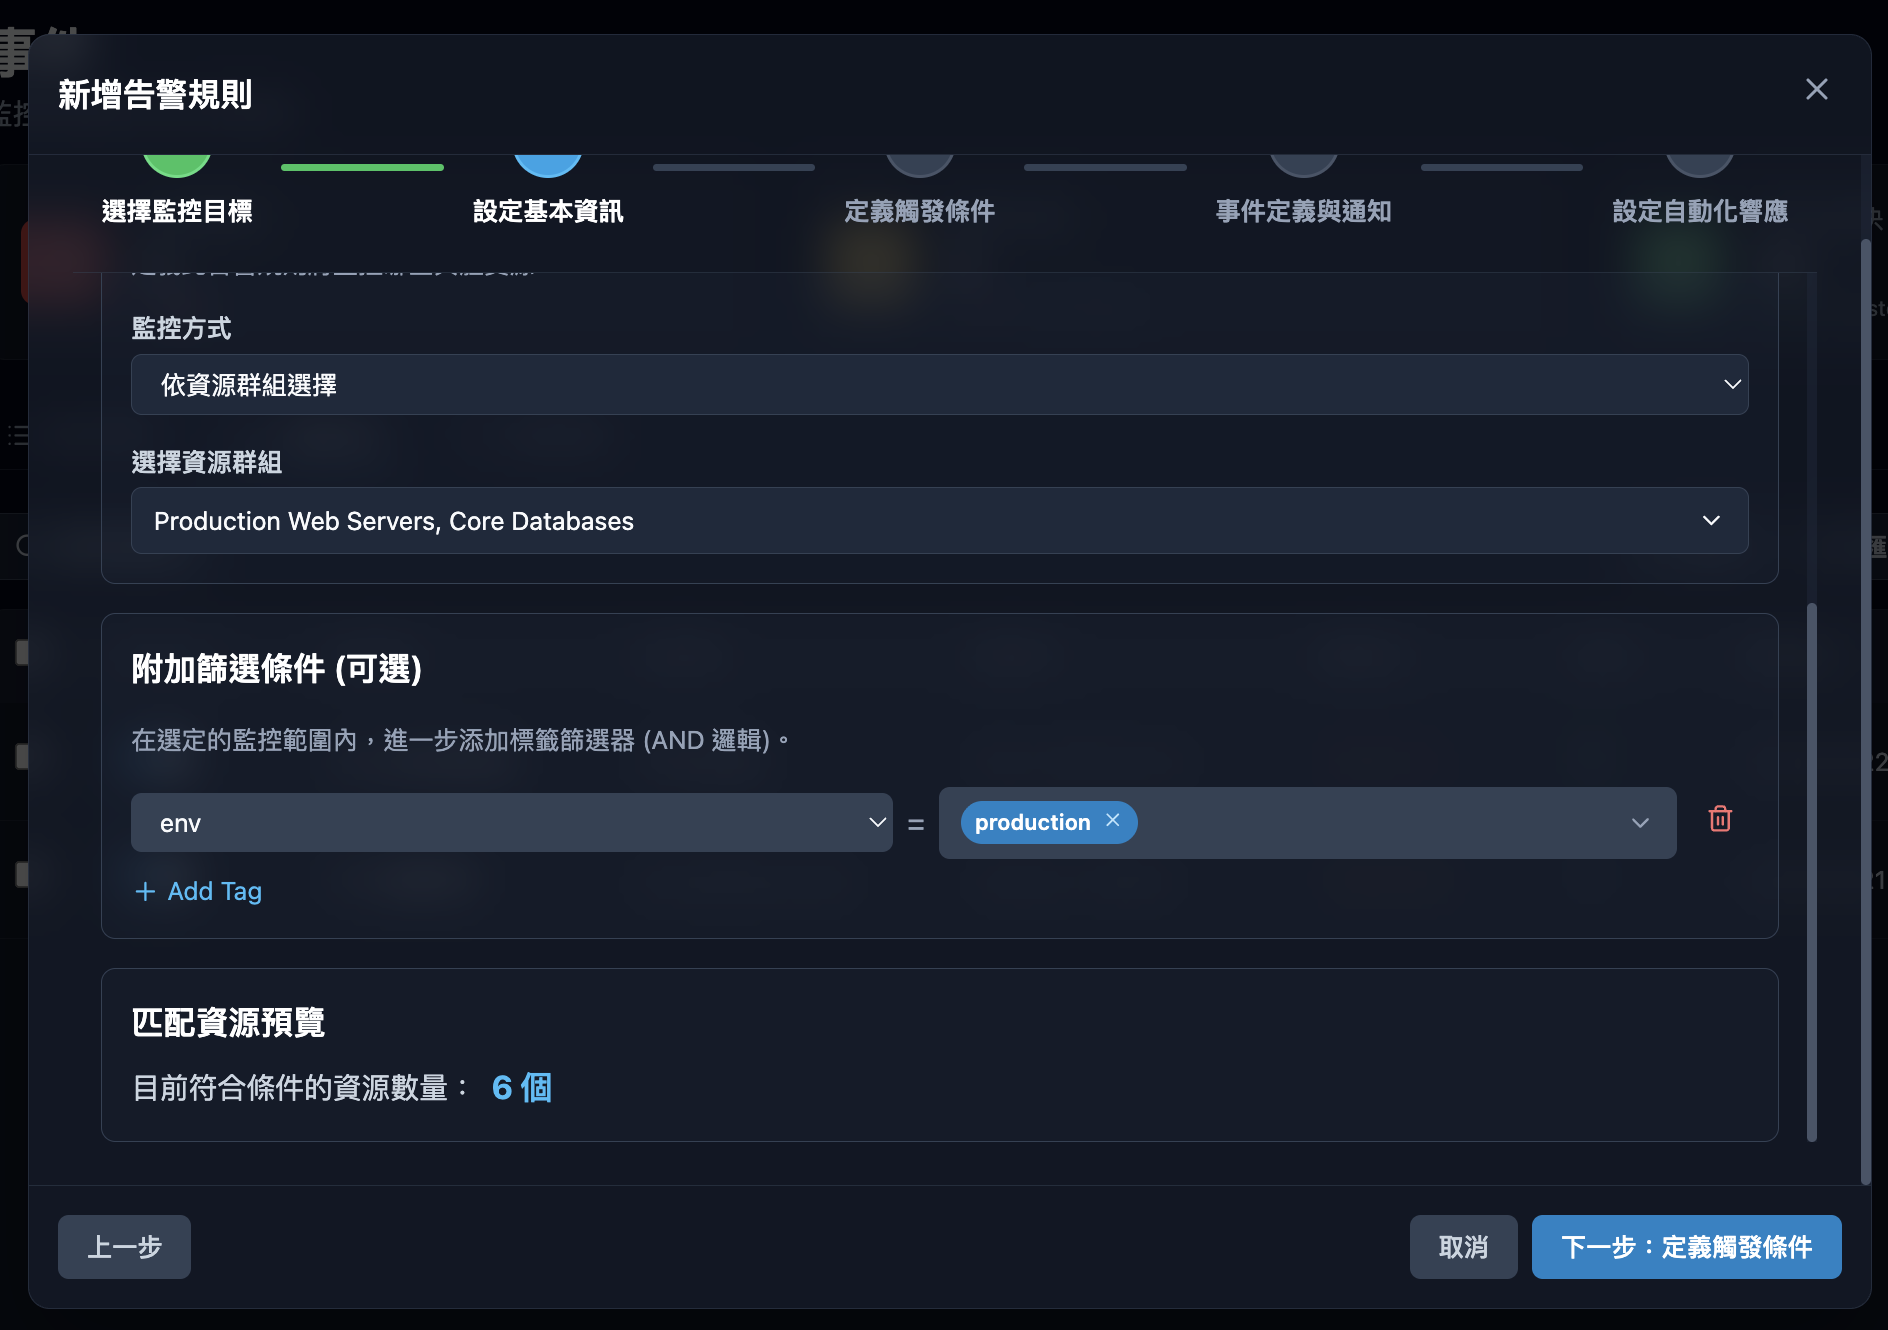 事件
新增告警規則
監控
選擇監控目標
設定基本資訊
定義觸發條件
事件定義與通知
設定自動化響應
監控方式
依資源群組選擇
選擇資源群組
Production Web Servers, Core Databases
附加篩選條件 (可選)
在選定的監控範圍內，進一步添加標籤篩選器 (AND 邏輯)。
env
=
production
Add Tag
匹配資源預覽
目前符合條件的資源數量： 6 個
上一步
取消
下一步：定義觸發條件